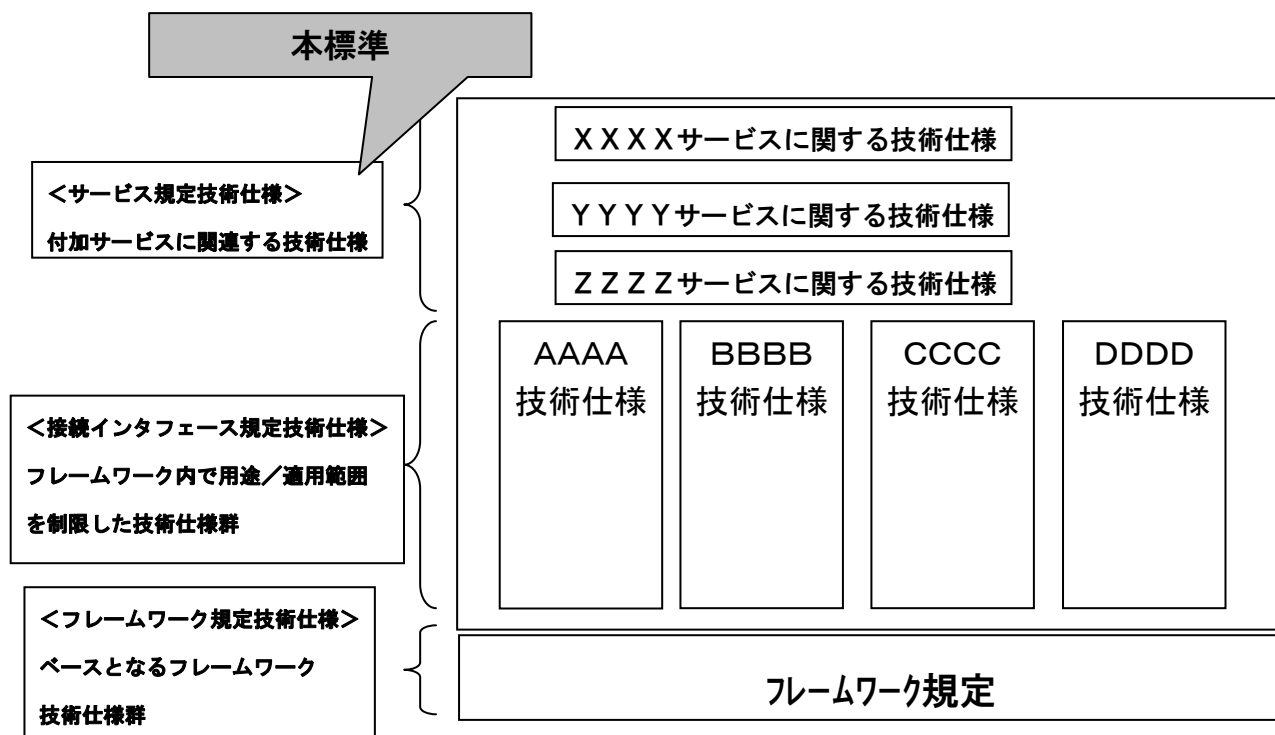 本標準
ＸＸＸＸサービスに関する技術仕様
ＹＹＹＹサービスに関する技術仕様
ＺＺＺＺサービスに関する技術仕様
＜サービス規定技術仕様＞
付加サービスに関連する技術仕様
AAAA
技術仕様
BBBB
技術仕様
CCCC
技術仕様
DDDD
技術仕様
＜接続インタフェース規定技術仕様＞
フレームワーク内で用途／適用範囲
を制限した技術仕様群
＜フレームワーク規定技術仕様＞
ベースとなるフレームワーク
技術仕様群
フレームワーク規定